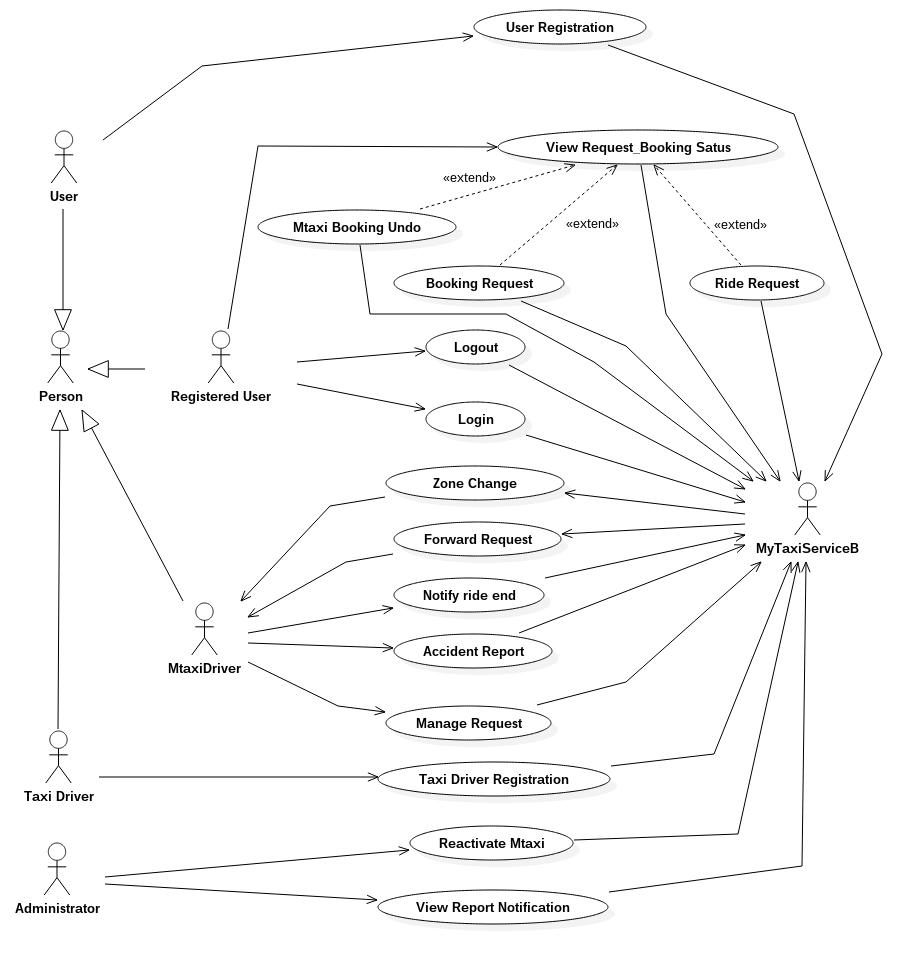 User Registration
View Request_Booking Satus
User
«extend»
Mtaxi Booking Undo
«extend»
«extend»
Booking Request
Ride Request
Logout
Person
Registered User
Login
Zone Change
Forward Request
MyTaxiServiceB
Notify ride end
Accident Report
MtaxiDriver
Manage Request
Taxi Driver Registration
Taxi Driver
Reactivate Mtaxi
Administrator
View Report Notification